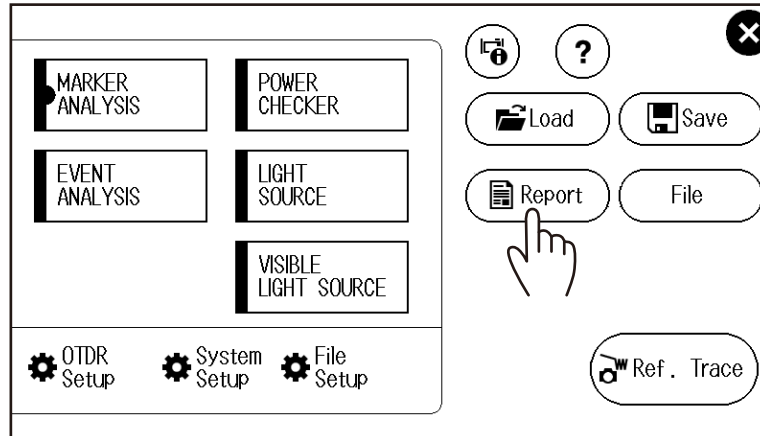 MARKER
ANALYSIS
POWER
CHECKER
EVENT
ANALYSIS
LIGHT
SOURCE
VISIBLE
LIGHT SOURCE
OTDR
Setup
System
Setup
File
Setup
?
Load
Save
Report
File
Ref. Trace